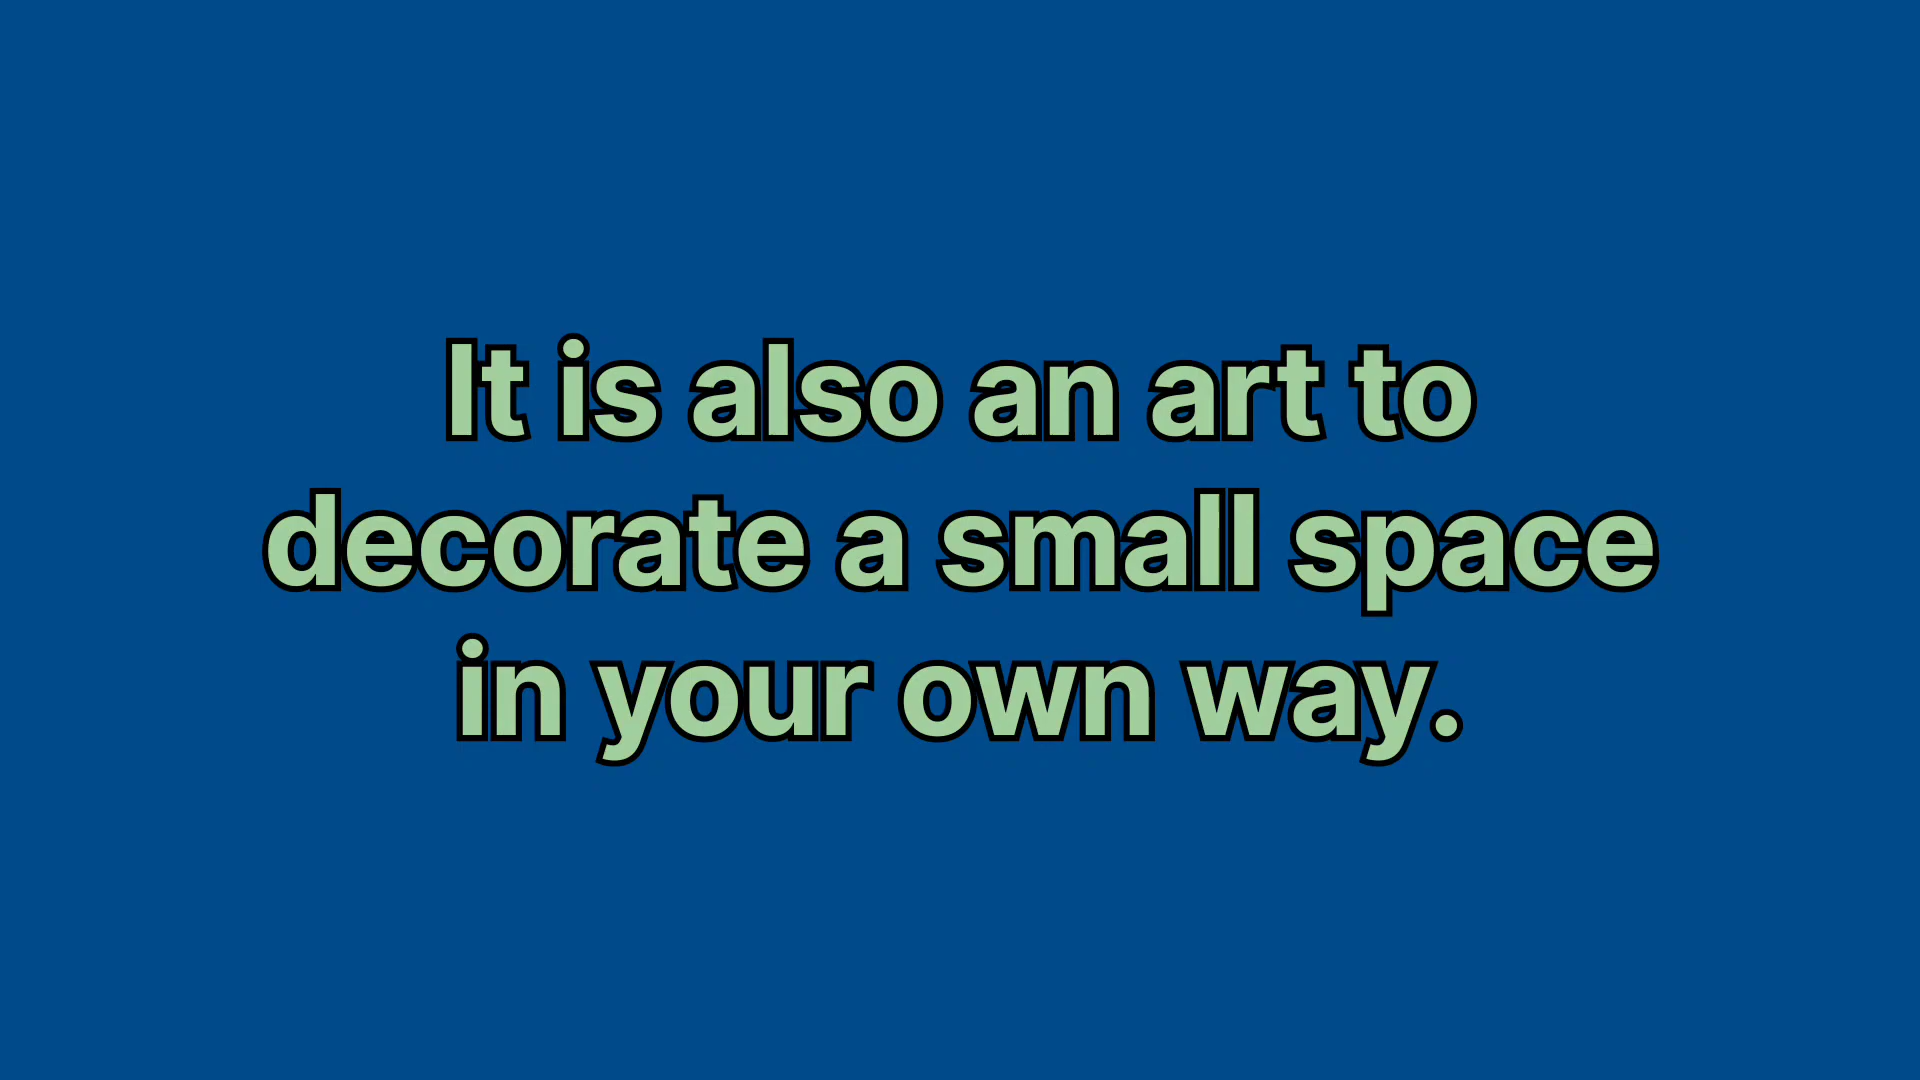 It is also an art to
decorate a small space
in your own way.